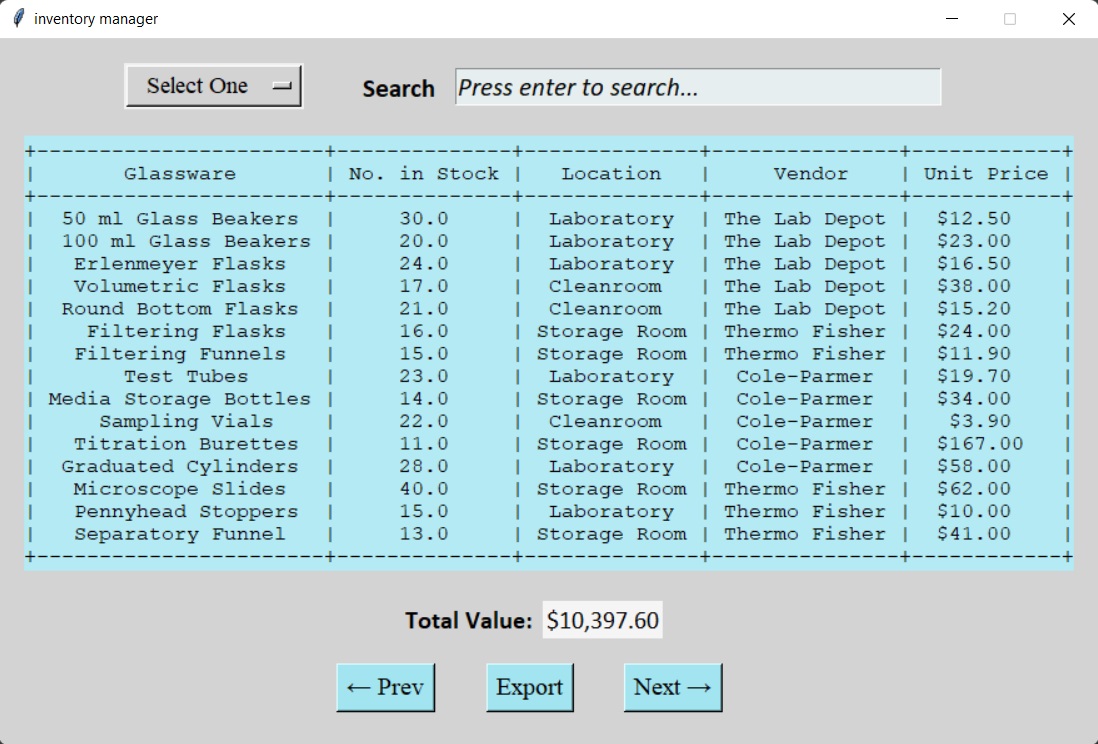 inventory manager
Select One Search Press enter to search...
+-----------------------+--------------+--------------+---------------+------------+
| Glassware | No. in Stock | Location | Vendor | Unit Price |
+-----------------------+--------------+--------------+---------------+------------+
| 50 ml Glass Beakers | 30.0 | Laboratory | The Lab Depot | $12.50 |
| 100 ml Glass Beakers | 20.0 | Laboratory | The Lab Depot | $23.00 |
| Erlenmeyer Flasks | 24.0 | Laboratory | The Lab Depot | $16.50 |
| Volumetric Flasks | 17.0 | Cleanroom | The Lab Depot | $38.00 |
| Round Bottom Flasks | 21.0 | Cleanroom | The Lab Depot | $15.20 |
| Filtering Flasks | 16.0 | Storage Room | Thermo Fisher | $24.00 |
| Filtering Funnels | 15.0 | Storage Room | Thermo Fisher | $11.90 |
| Test Tubes | 23.0 | Laboratory | Cole-Parmer | $19.70 |
| Media Storage Bottles | 14.0 | Storage Room | Cole-Parmer | $34.00 |
| Sampling Vials | 22.0 | Cleanroom | Cole-Parmer | $3.90 |
| Titration Burettes | 11.0 | Storage Room | Cole-Parmer | $167.00 |
| Graduated Cylinders | 28.0 | Laboratory | Cole-Parmer | $58.00 |
| Microscope Slides | 40.0 | Storage Room | Thermo Fisher | $62.00 |
| Pennyhead Stoppers | 15.0 | Laboratory | Thermo Fisher | $10.00 |
| Separatory Funnel | 13.0 | Storage Room | Thermo Fisher | $41.00 |
+-----------------------+--------------+--------------+---------------+------------+
Total Value: $10,397.60
← Prev Export Next →